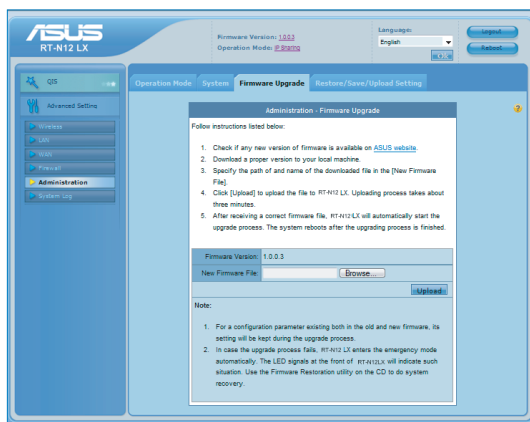 ASUS
RT-N12 LX
Firmware Version: 1.0.0.3
Operation Mode: IP Sharing
Language:
English
Logout
Reboot
QIS
Advanced Setting
Wireless
LAN
WAN
Firewall
Administration
System Log
Operation Mode System Firmware Upgrade Restore/Save/Upload Setting
Administration - Firmware Upgrade
Follow instructions listed below:
1. Check if any new version of firmware is available on ASUS website.
2. Download a proper version to your local machine.
3. Specify the path of and name of the downloaded file in the [New Firmware
File].
4. Click [Upload] to upload the file to RT-N12 LX. Uploading process takes about
three minutes.
5. After receiving a correct firmware file, RT-N12 LX will automatically start the
upgrade process. The system reboots after the upgrading process is finished.
Firmware Version: 1.0.0.3
New Firmware File: Browse...
Upload
Note:
1. For a configuration parameter existing both in the old and new firmware, its
setting will be kept during the upgrade process.
2. In case the upgrade process fails, RT-N12 LX enters the emergency mode
automatically. The LED signals at the front of RT-N12LX will indicate such
situation. Use the Firmware Restoration utility on the CD to do system
recovery.